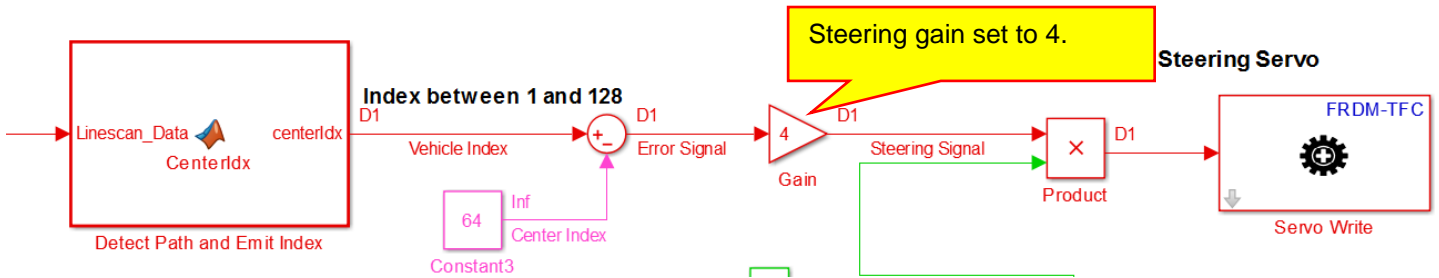 Steering gain set to 4.
Steering Servo
Index between 1 and 128
FRDM-TFC
D1
D1
D1
D1
Linescan_Data
centerIdx
CenterIdx
+
−
4
×
Vehicle Index
Error Signal
Steering Signal
Gain
Product
Inf
64
Center Index
Servo Write
Detect Path and Emit Index
Constant3